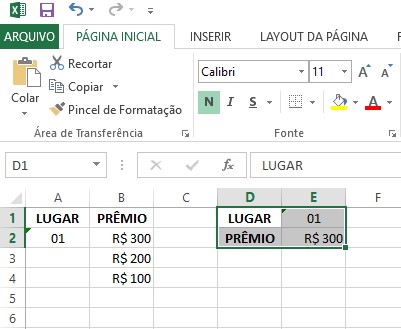 ARQUIVO PÁGINA INICIAL INSERIR LAYOUT DA PÁGINA
Colar
Recortar
Copiar
Pincel de Formatação
Área de Transferência
Calibri 11 A A
N I S A
Fonte
D1 fx LUGAR
A B C D E F
1 LUGAR PRÊMIO LUGAR 01
2 01 R$ 300 PRÊMIO R$ 300
3 R$ 200
4 R$ 100